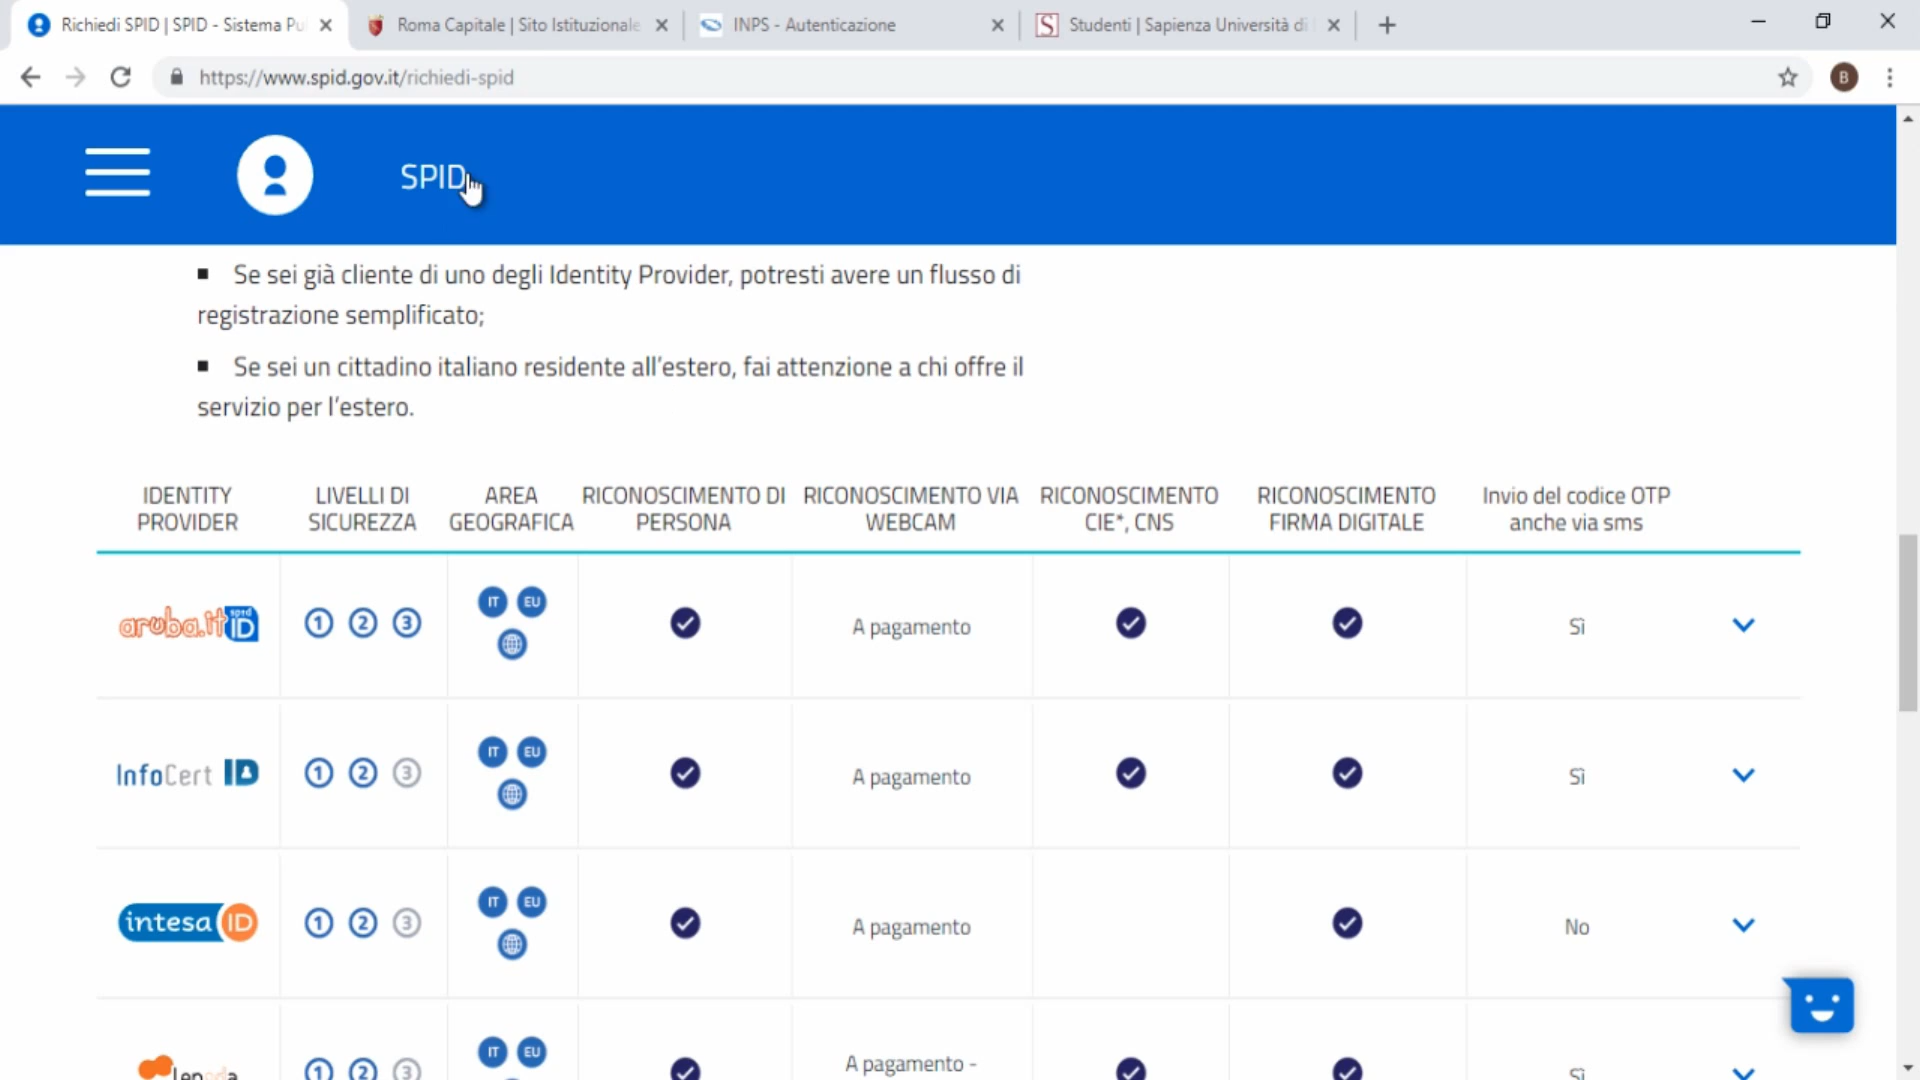 Richiedi SPID | SPID - Sistema Pu
Roma Capitale | Sito Istituzionale
INPS - Autenticazione
Studenti | Sapienza Università di
https://www.spid.gov.it/richiedi-spid
B
SPID
Se sei già cliente di uno degli Identity Provider, potresti avere un flusso di
registrazione semplificato;
Se sei un cittadino italiano residente all'estero, fai attenzione a chi offre il
servizio per l'estero.
IDENTITY
PROVIDER
LIVELLI DI
SICUREZZA
AREA
GEOGRAFICA
RICONOSCIMENTO DI
PERSONA
RICONOSCIMENTO VIA
WEBCAM
RICONOSCIMENTO
CIE*, CNS
RICONOSCIMENTO
FIRMA DIGITALE
Invio del codice OTP
anche via sms
aruba.it spid ID
1 2 3
IT EU
A pagamento
Sì
InfoCert ID
1 2 3
IT EU
A pagamento
Sì
intesa ID
1 2 3
IT EU
A pagamento
No
lepida
1 2 3
IT EU
A pagamento -
Sì